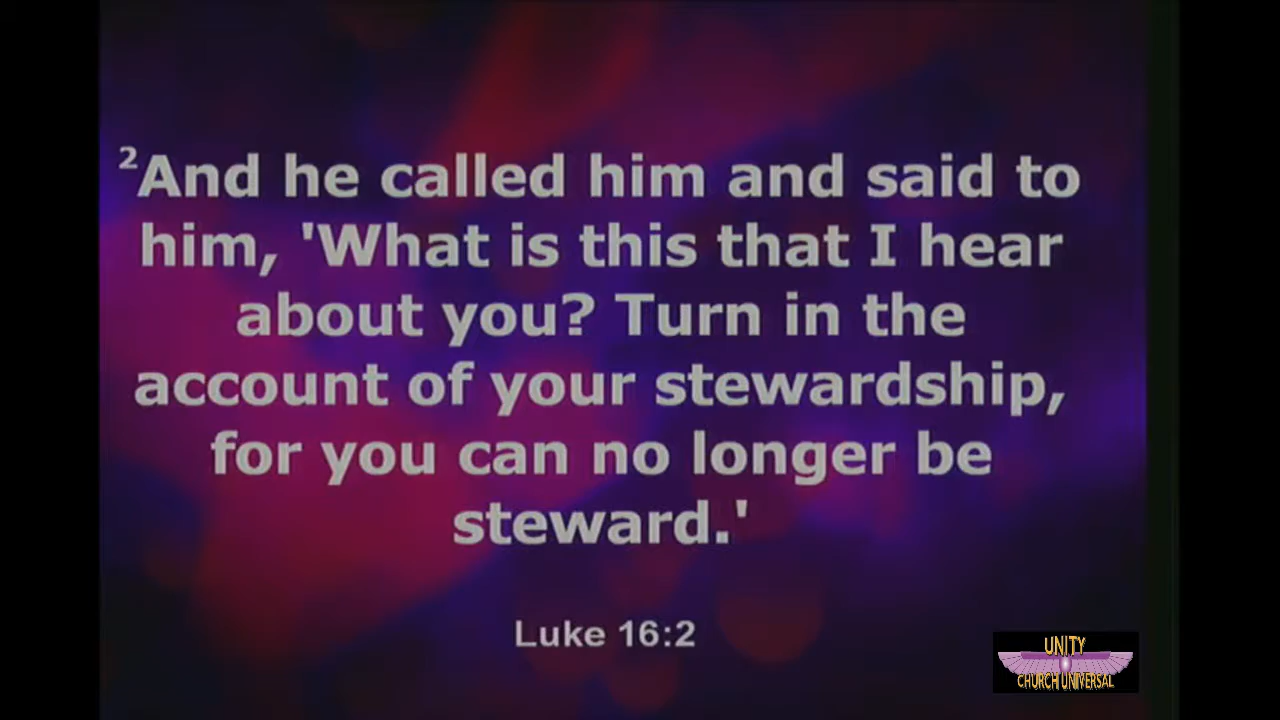 ²And he called him and said to
him, 'What is this that I hear
about you? Turn in the
account of your stewardship,
for you can no longer be
steward.'
Luke 16:2
UNITY
CHURCH UNIVERSAL